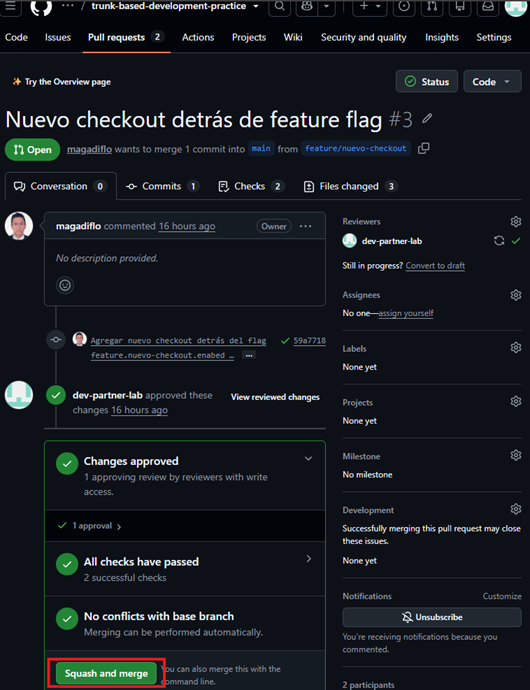 trunk-based-development-practice
Code Issues Pull requests 2 Actions Projects Wiki Security and quality Insights Settings
Try the Overview page
Status
Code
Nuevo checkout detrás de feature flag #3
Open
magadiflo wants to merge 1 commit into main from feature/nuevo-checkout
Conversation 0
Commits 1
Checks 2
Files changed 3
magadiflo commented 16 hours ago
Owner
No description provided.
Agregar nuevo checkout detrás del flag
feature.nuevo-checkout.enabed …
59a7718
dev-partner-lab approved these
changes 16 hours ago
View reviewed changes
Changes approved
1 approving review by reviewers with write
access.
1 approval
All checks have passed
2 successful checks
No conflicts with base branch
Merging can be performed automatically.
Squash and merge
You can also merge this with the
command line.
Reviewers
dev-partner-lab
Still in progress? Convert to draft
Assignees
No one—assign yourself
Labels
None yet
Projects
None yet
Milestone
No milestone
Development
Successfully merging this pull request may close
these issues.
None yet
Notifications
Customize
Unsubscribe
You're receiving notifications because you
commented.
2 participants